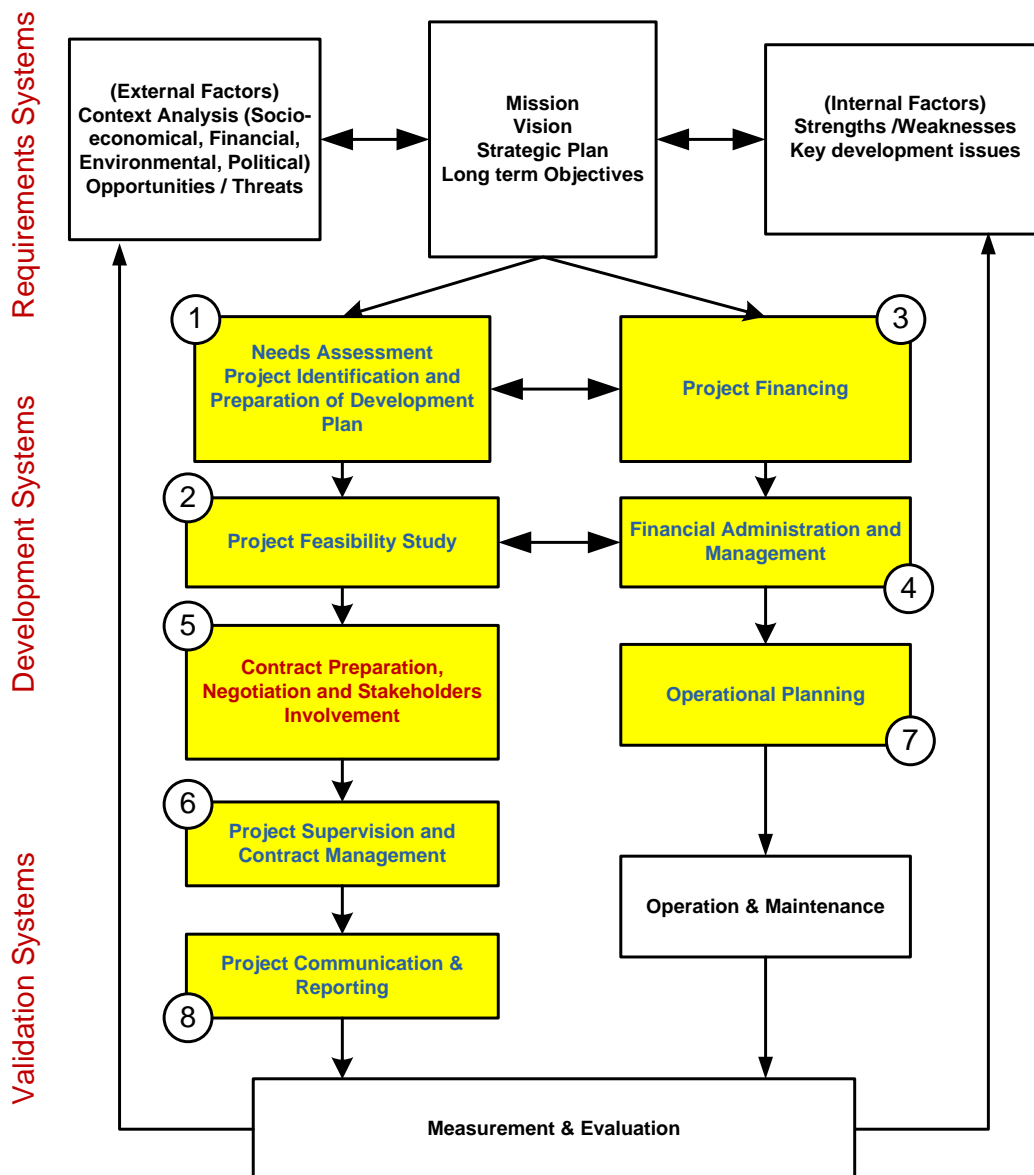 Requirements Systems
(External Factors)
Context Analysis (Socio-
economical, Financial,
Environmental, Political)
Opportunities / Threats
Mission
Vision
Strategic Plan
Long term Objectives
(Internal Factors)
Strengths /Weaknesses
Key development issues
Development Systems
1
Needs Assessment
Project Identification and
Preparation of Development
Plan
3
Project Financing
2
Project Feasibility Study
Financial Administration and
Management
4
5
Contract Preparation,
Negotiation and Stakeholders
Involvement
Operational Planning
7
Validation Systems
6
Project Supervision and
Contract Management
Operation & Maintenance
Project Communication &
Reporting
8
Measurement & Evaluation